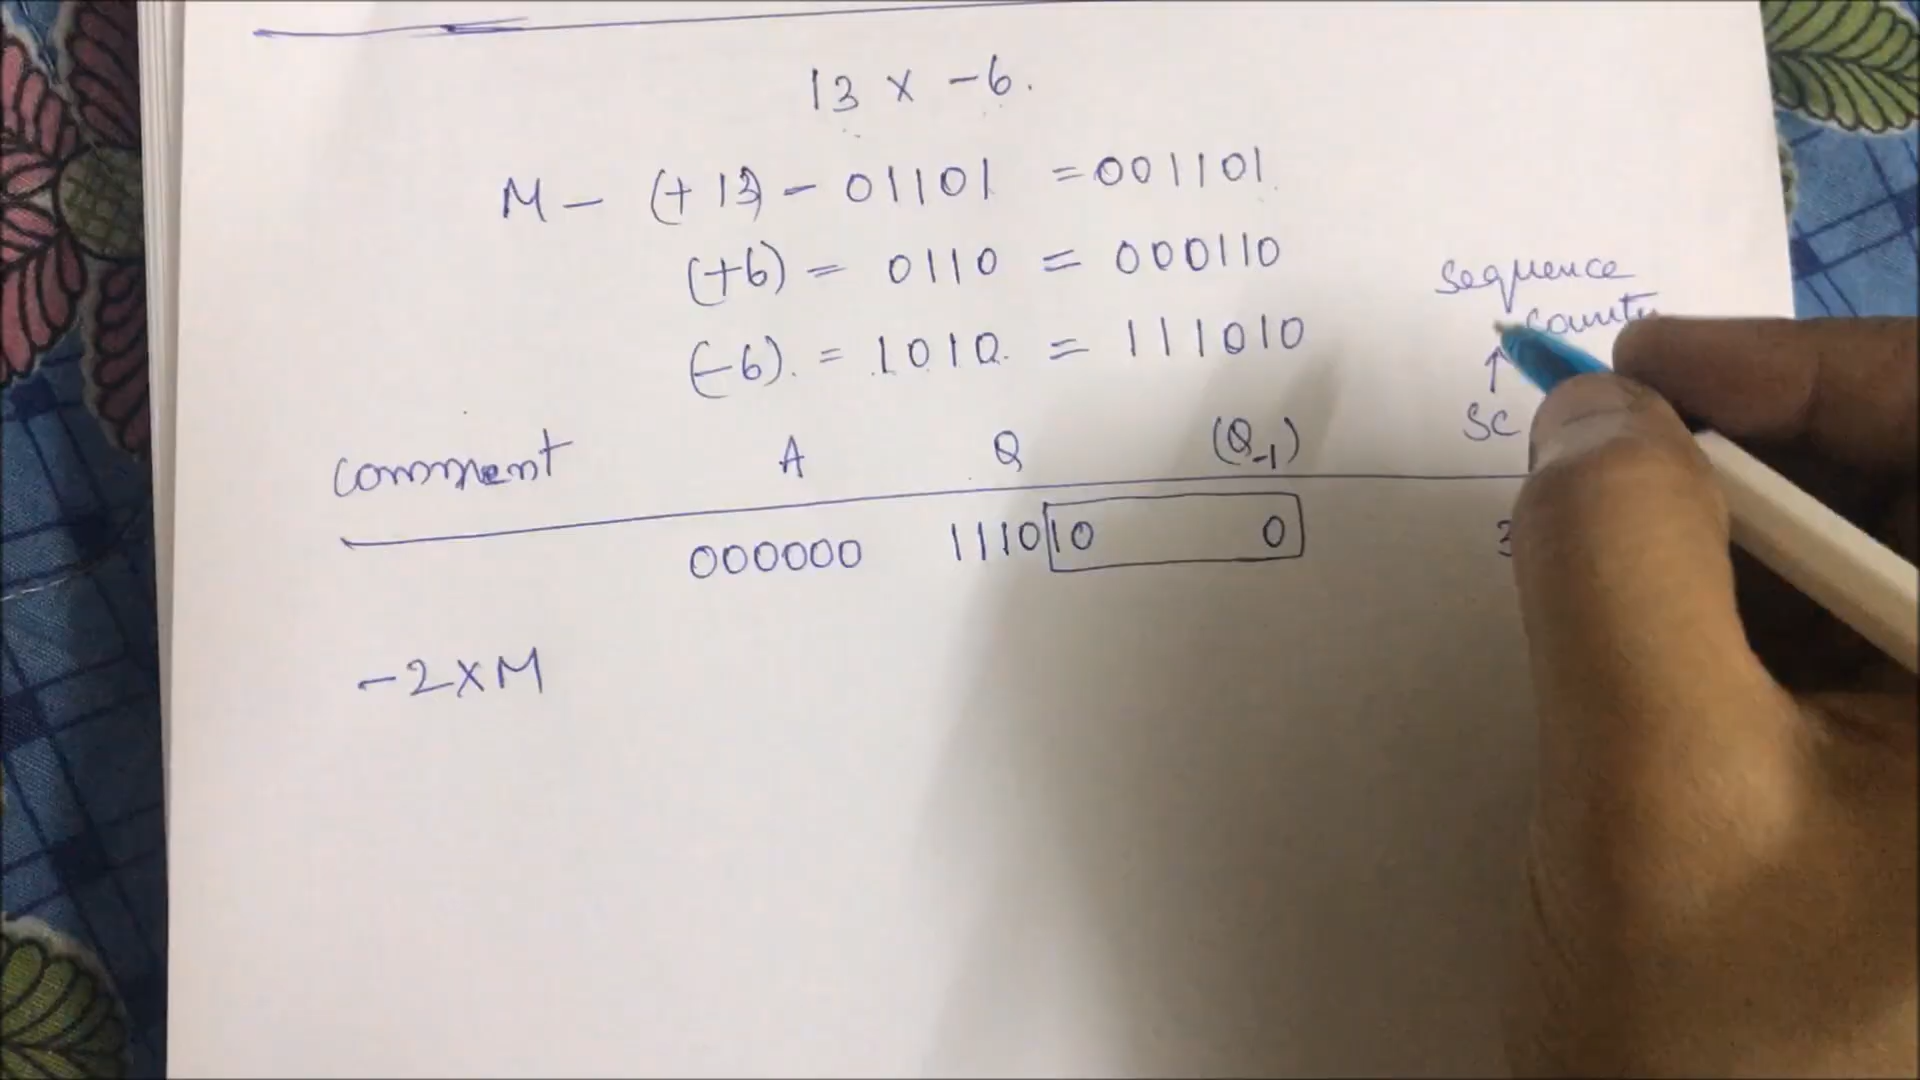 13 x -6.
M - (+13) - 01101 = 001101
(+6) = 0110 = 000110
(-6). = 1010. = 111010
sequence
SC
comment A Q (Q-1)
000000 111010 0 3
-2XM